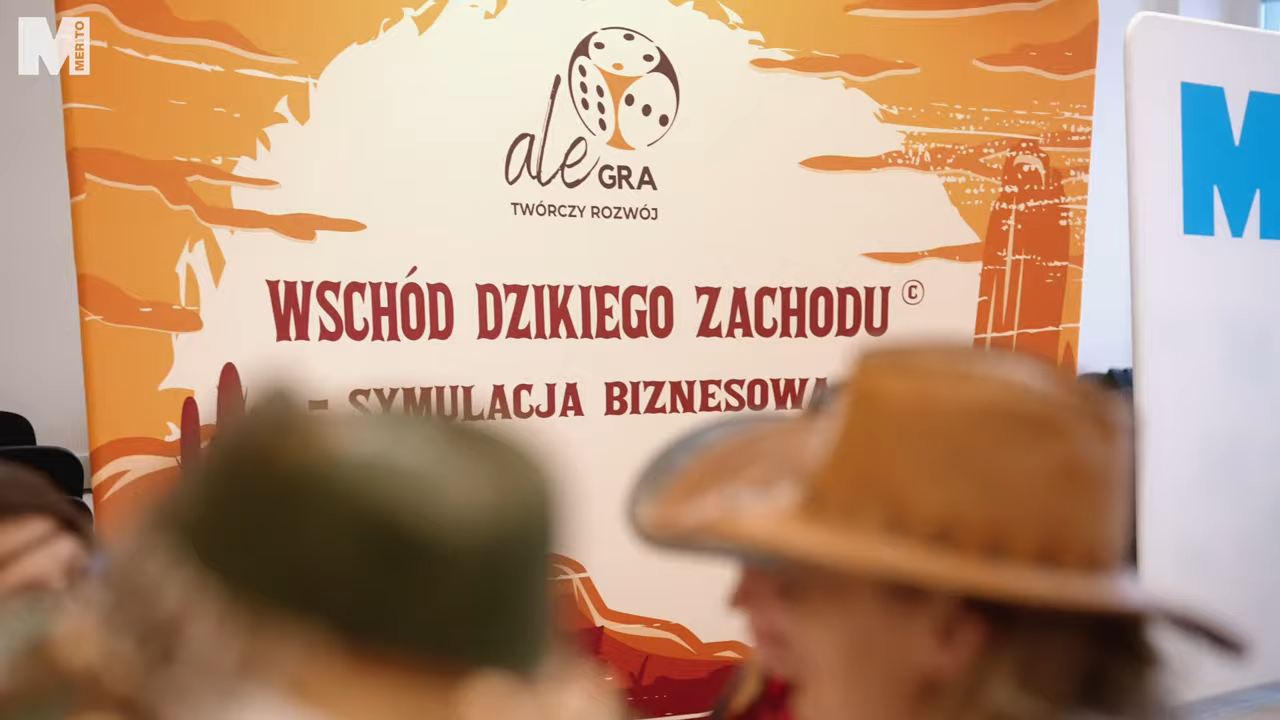 M MERITO
ale GRA
TWÓRCZY ROZWÓJ
WSCHÓD DZIKIEGO ZACHODU ©
- SYMULACJA BIZNESOWA
M